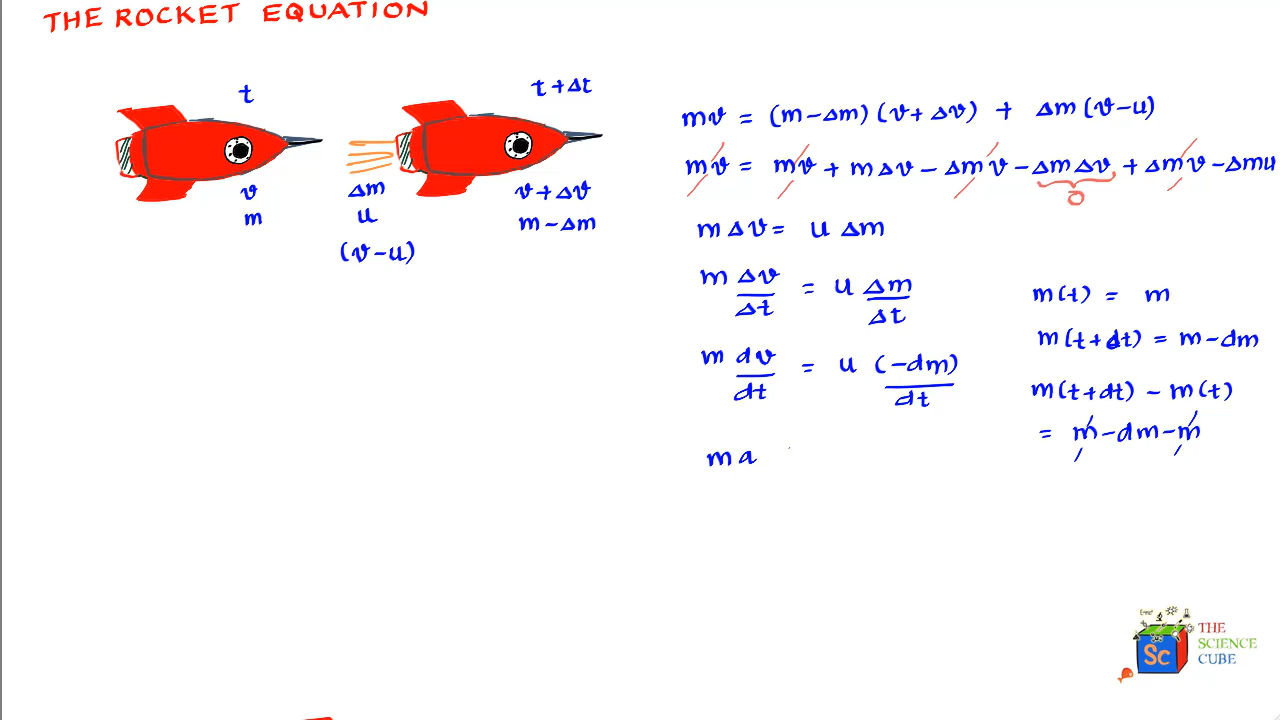 THE ROCKET EQUATION
t
v
m
Δm
u
(v-u)
t+Δt
v+Δv
m-Δm
mv = (m-Δm)(v+Δv) + Δm(v-u)
mv = mv + mΔv - Δmv - ΔmΔv + Δmv - Δmu
0
mΔv = uΔm
m Δv/Δt = u Δm/Δt
m dv/dt = u (-dm)/dt
ma
m(t) = m
m(t+dt) = m-dm
m(t+dt) - m(t)
= m-dm-m
Sc
THE
SCIENCE
CUBE